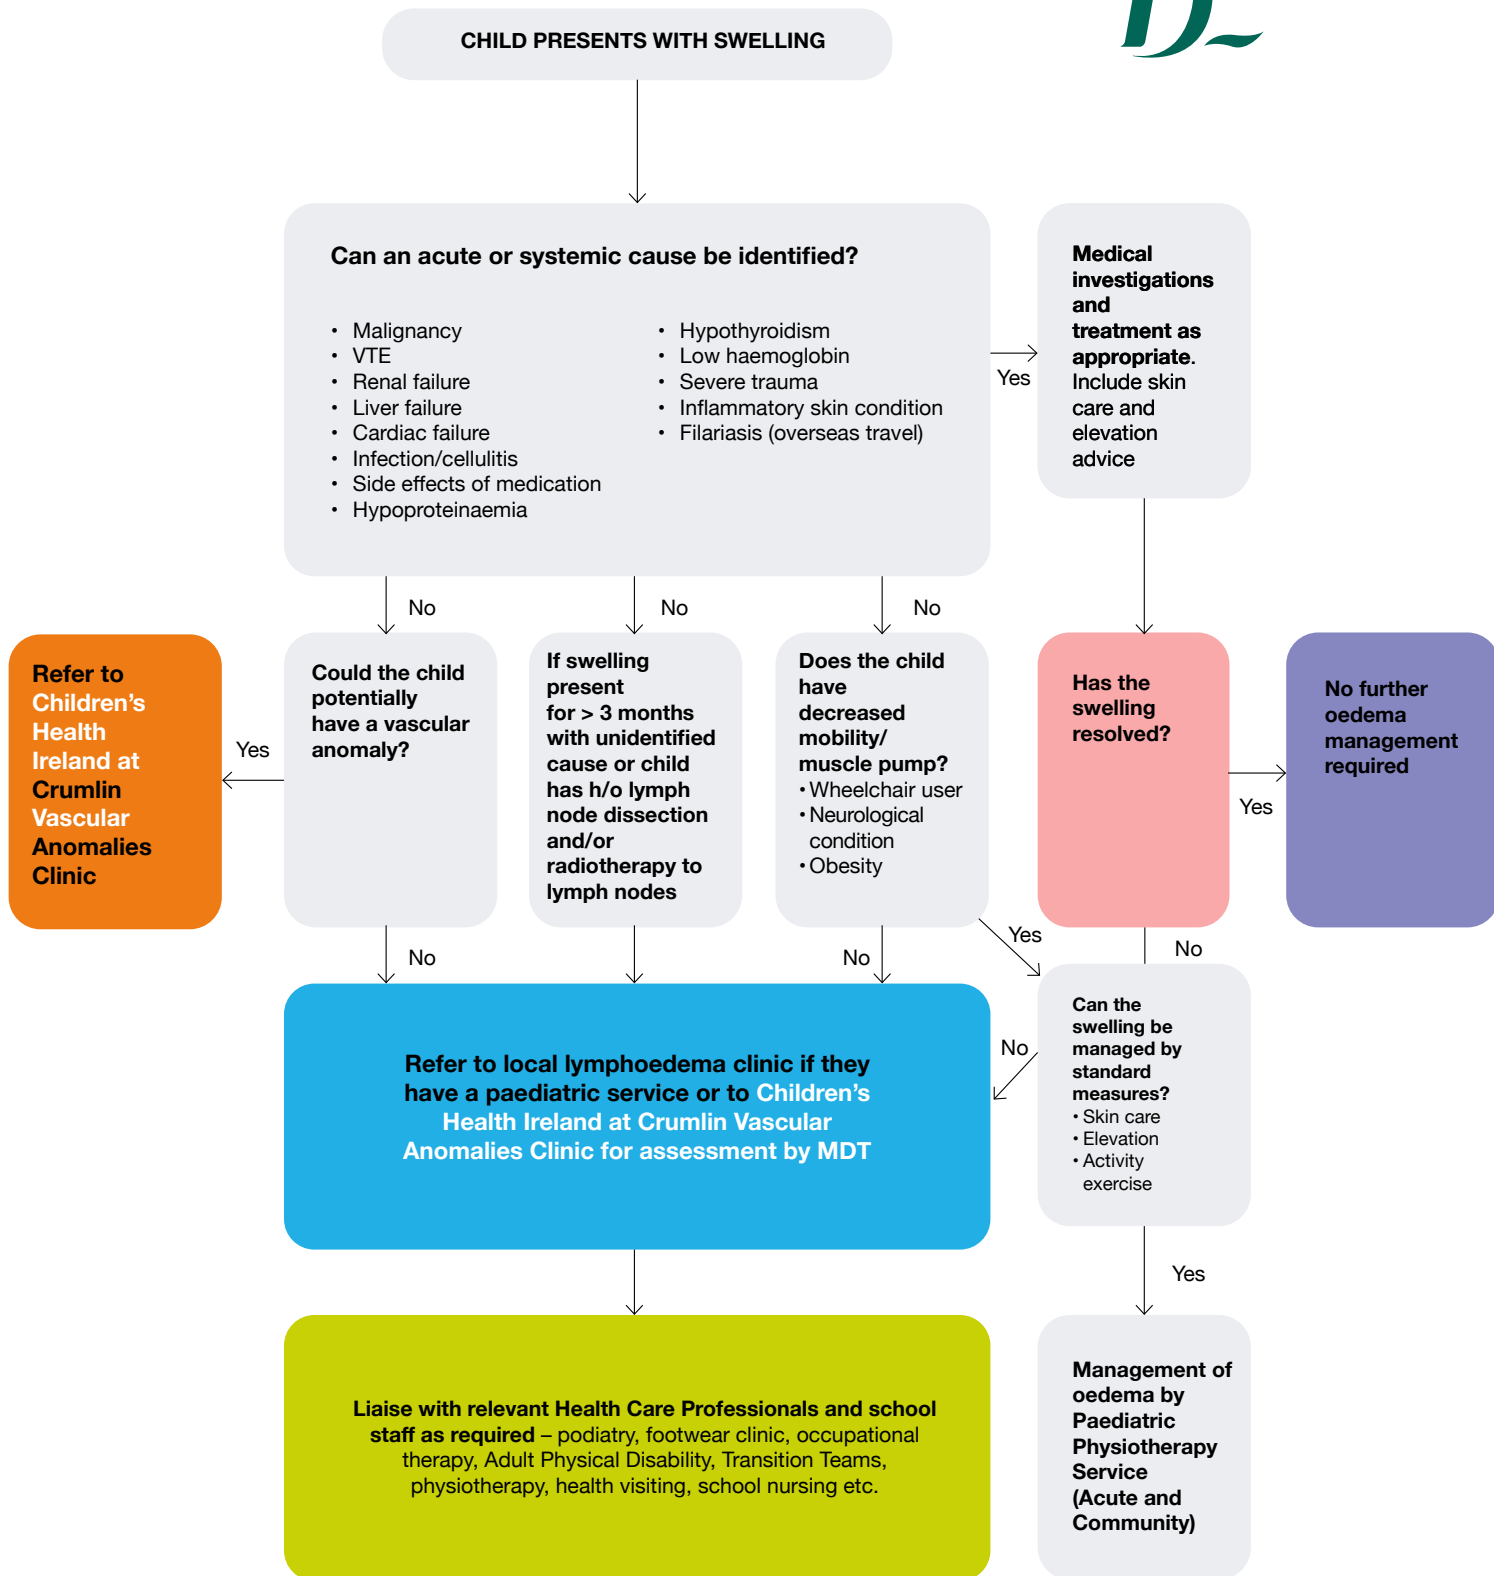 CHILD PRESENTS WITH SWELLING
Can an acute or systemic cause be identified?
• Malignancy
• VTE
• Renal failure
• Liver failure
• Cardiac failure
• Infection/cellulitis
• Side effects of medication
• Hypoproteinaemia
• Hypothyroidism
• Low haemoglobin
• Severe trauma
• Inflammatory skin condition
• Filariasis (overseas travel)
Yes
Medical
investigations
and
treatment as
appropriate.
Include skin
care and
elevation
advice
No
No
No
Refer to
Children’s
Health
Ireland at
Crumlin
Vascular
Anomalies
Clinic
Yes
Could the child
potentially
have a vascular
anomaly?
If swelling
present
for > 3 months
with unidentified
cause or child
has h/o lymph
node dissection
and/or
radiotherapy to
lymph nodes
Does the child
have
decreased
mobility/
muscle pump?
• Wheelchair user
• Neurological
condition
• Obesity
Has the
swelling
resolved?
Yes
No further
oedema
management
required
No
No
Yes
No
Refer to local lymphoedema clinic if they
have a paediatric service or to Children’s
Health Ireland at Crumlin Vascular
Anomalies Clinic for assessment by MDT
No
Can the
swelling be
managed by
standard
measures?
• Skin care
• Elevation
• Activity
exercise
Yes
Liaise with relevant Health Care Professionals and school
staff as required – podiatry, footwear clinic, occupational
therapy, Adult Physical Disability, Transition Teams,
physiotherapy, health visiting, school nursing etc.
Management of
oedema by
Paediatric
Physiotherapy
Service
(Acute and
Community)